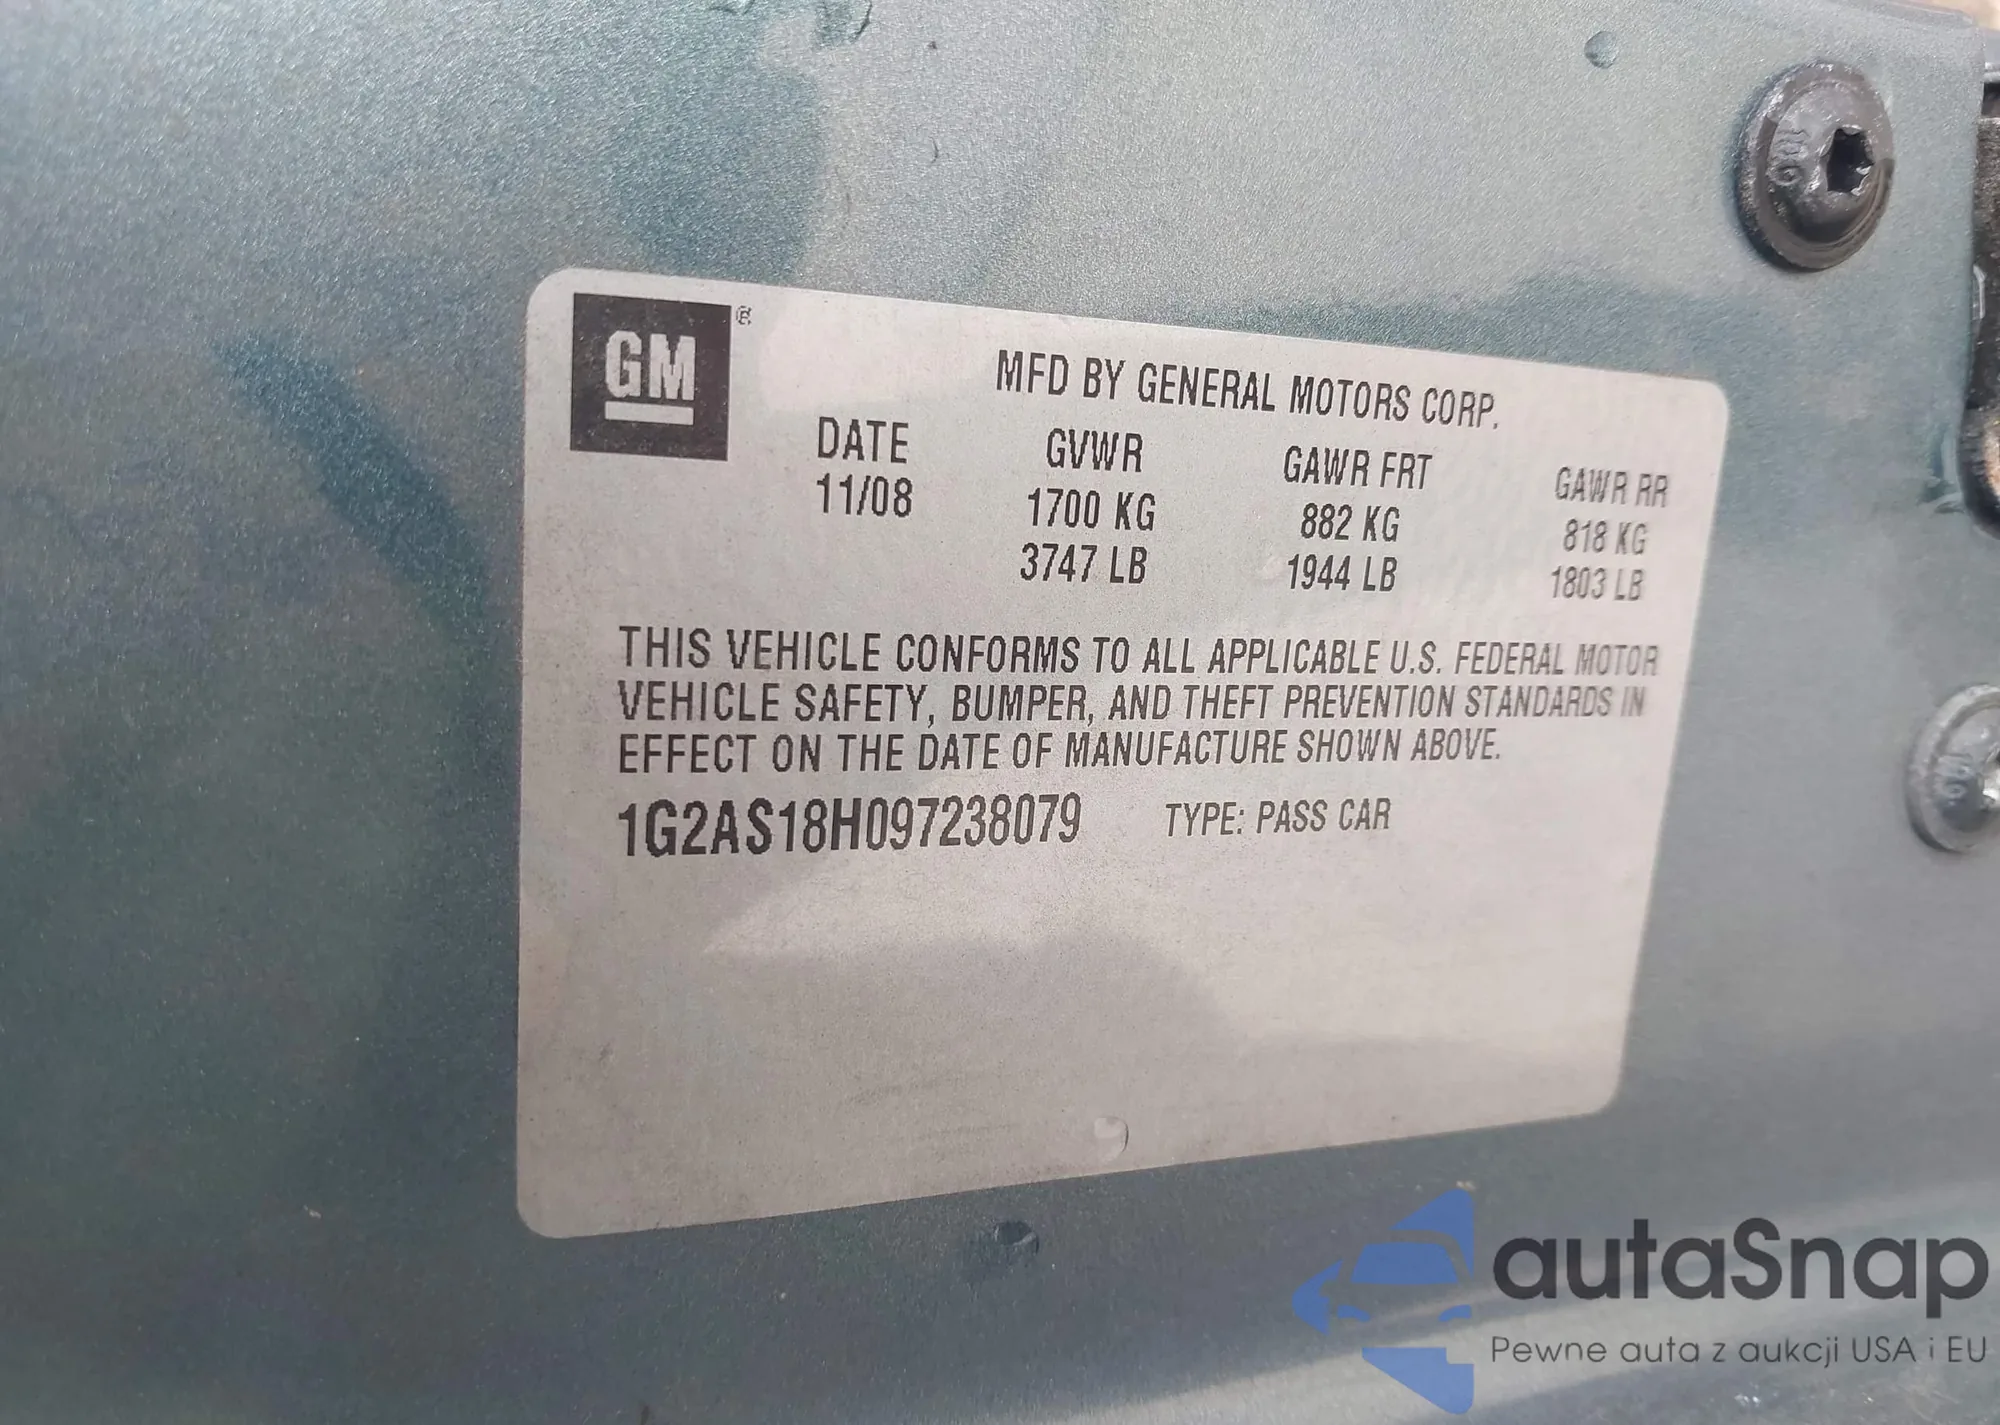 GM®
MFD BY GENERAL MOTORS CORP.
DATE GVWR GAWR FRT GAWR RR
11/08 1700 KG 882 KG 818 KG
3747 LB 1944 LB 1803 LB
THIS VEHICLE CONFORMS TO ALL APPLICABLE U.S. FEDERAL MOTOR
VEHICLE SAFETY, BUMPER, AND THEFT PREVENTION STANDARDS IN
EFFECT ON THE DATE OF MANUFACTURE SHOWN ABOVE.
1G2AS18H097238079 TYPE: PASS CAR
autaSnap
Pewne auta z aukcji USA i EU